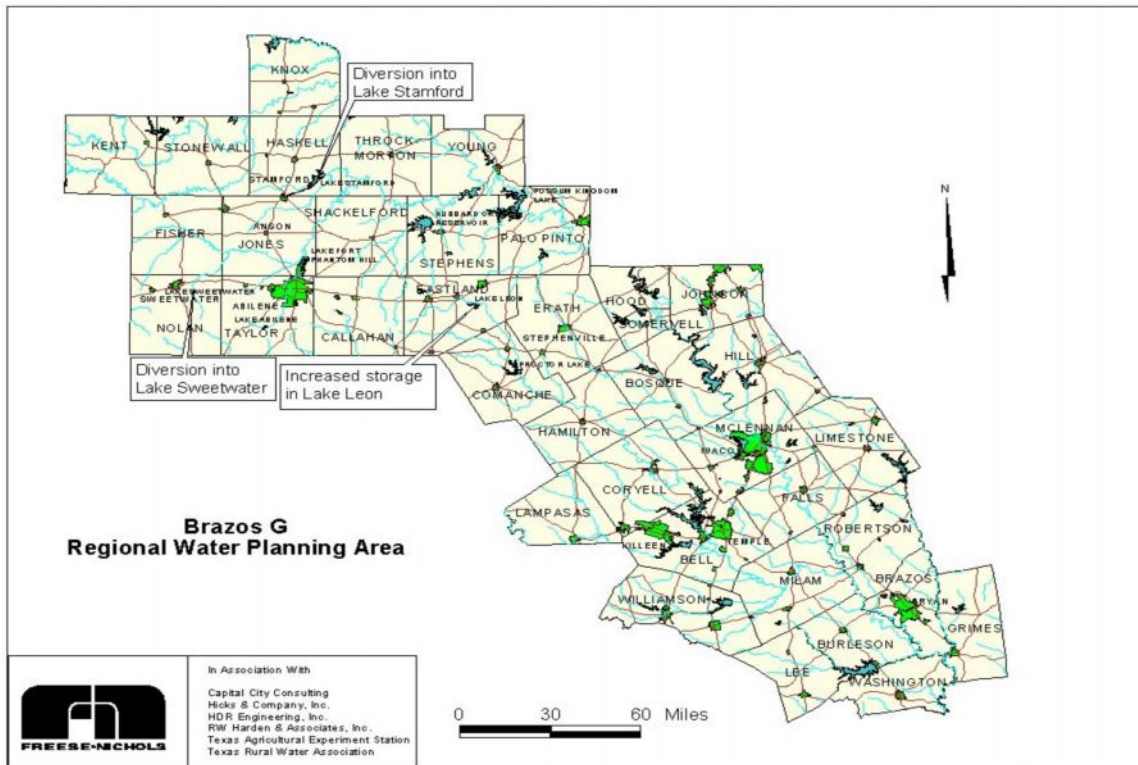 KNOX
Diversion into
Lake Stamford
KENT
STONEWALL
HASKELL
THROCK-
MORTON
YOUNG
STAMFORD
LAKE STAMFORD
POSSUM KINGDOM
LAKE
FISHER
ANSON
JONES
SHACKELFORD
HUBBARD
RESERVOIR
STEPHENS
PALO PINTO
LAKE FORT
PHANTOM HILL
LAKE SWEETWATER
SWEETWATER
ABILENE
LAKE ABILENE
NOLAN
TAYLOR
CALLAHAN
EASTLAND
LAKE LEON
ERATH
STEPHENVILLE
HOOD
SOMERVELL
JOHNSON
N
Diversion into
Lake Sweetwater
Increased storage
in Lake Leon
PROCTOR LAKE
COMANCHE
BOSQUE
HILL
HAMILTON
MCLENNAN
WACO
LIMESTONE
CORYELL
FALLS
LAMPASAS
ROBERTSON
KILLEEN
BELL
TEMPLE
MILAM
BRAZOS
BRYAN
WILLIAMSON
GRIMES
BURLESON
LEE
WASHINGTON
Brazos G
Regional Water Planning Area
FREESE•NICHOLS
In Association With
Capital City Consulting
Hicks & Company, Inc.
HDR Engineering, Inc.
RW Harden & Associates, Inc.
Texas Agricultural Experiment Station
Texas Rural Water Association
0 30 60 Miles